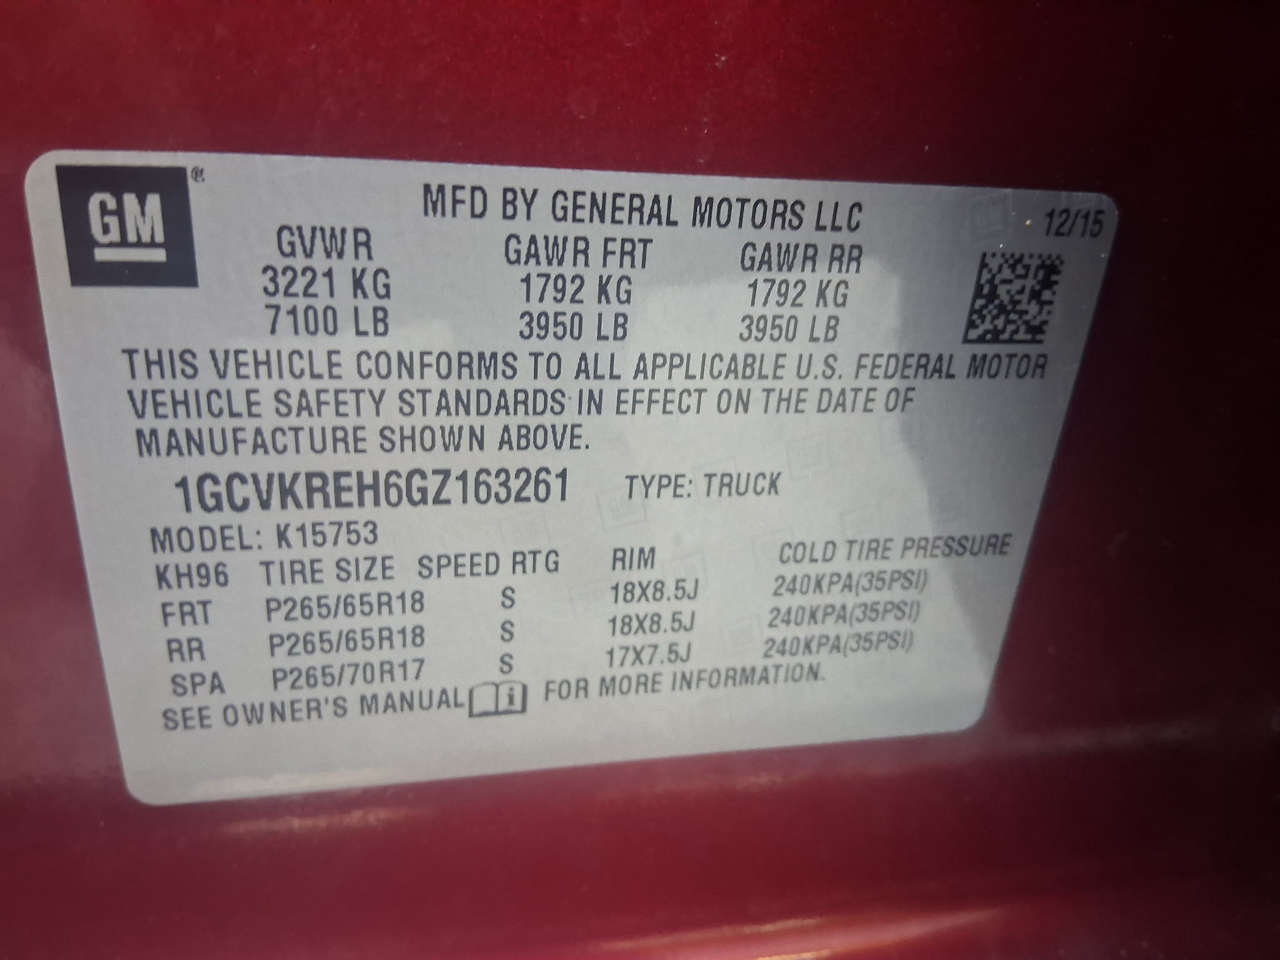 GM ®
MFD BY GENERAL MOTORS LLC
12/15
GVWR GAWR FRT GAWR RR
3221 KG 1792 KG 1792 KG
7100 LB 3950 LB 3950 LB
THIS VEHICLE CONFORMS TO ALL APPLICABLE U.S. FEDERAL MOTOR
VEHICLE SAFETY STANDARDS IN EFFECT ON THE DATE OF
MANUFACTURE SHOWN ABOVE.
1GCVKREH6GZ163261 TYPE: TRUCK
MODEL: K15753
KH96 TIRE SIZE SPEED RTG RIM COLD TIRE PRESSURE
FRT P265/65R18 S 18X8.5J 240KPA(35PSI)
RR P265/65R18 S 18X8.5J 240KPA(35PSI)
SPA P265/70R17 S 17X7.5J 240KPA(35PSI)
SEE OWNER'S MANUAL i FOR MORE INFORMATION.